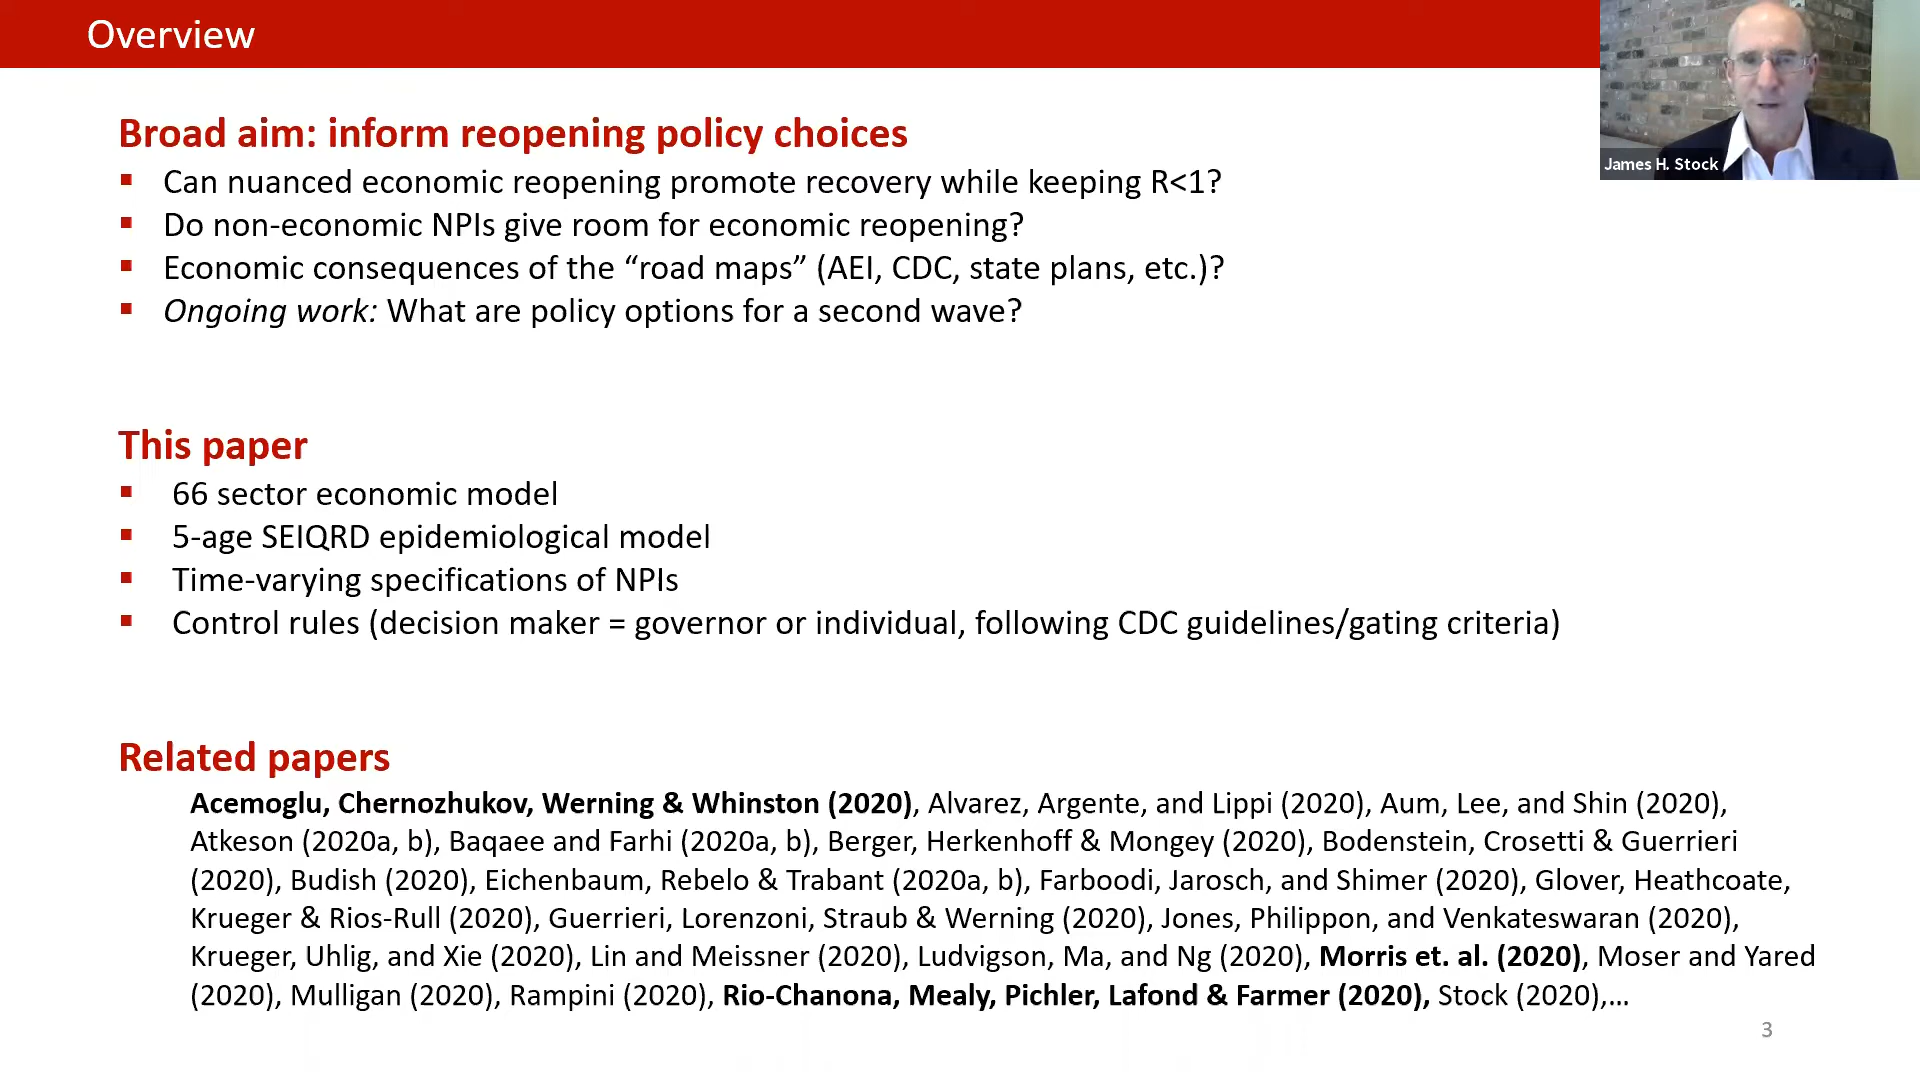 Overview
James H. Stock
Broad aim: inform reopening policy choices
▪ Can nuanced economic reopening promote recovery while keeping R<1?
▪ Do non-economic NPIs give room for economic reopening?
▪ Economic consequences of the “road maps” (AEI, CDC, state plans, etc.)?
▪ Ongoing work: What are policy options for a second wave?
This paper
▪ 66 sector economic model
▪ 5-age SEIQRD epidemiological model
▪ Time-varying specifications of NPIs
▪ Control rules (decision maker = governor or individual, following CDC guidelines/gating criteria)
Related papers
Acemoglu, Chernozhukov, Werning & Whinston (2020), Alvarez, Argente, and Lippi (2020), Aum, Lee, and Shin (2020),
Atkeson (2020a, b), Baqaee and Farhi (2020a, b), Berger, Herkenhoff & Mongey (2020), Bodenstein, Crosetti & Guerrieri
(2020), Budish (2020), Eichenbaum, Rebelo & Trabant (2020a, b), Farboodi, Jarosch, and Shimer (2020), Glover, Heathcoate,
Krueger & Rios-Rull (2020), Guerrieri, Lorenzoni, Straub & Werning (2020), Jones, Philippon, and Venkateswaran (2020),
Krueger, Uhlig, and Xie (2020), Lin and Meissner (2020), Ludvigson, Ma, and Ng (2020), Morris et. al. (2020), Moser and Yared
(2020), Mulligan (2020), Rampini (2020), Rio-Chanona, Mealy, Pichler, Lafond & Farmer (2020), Stock (2020),…
3